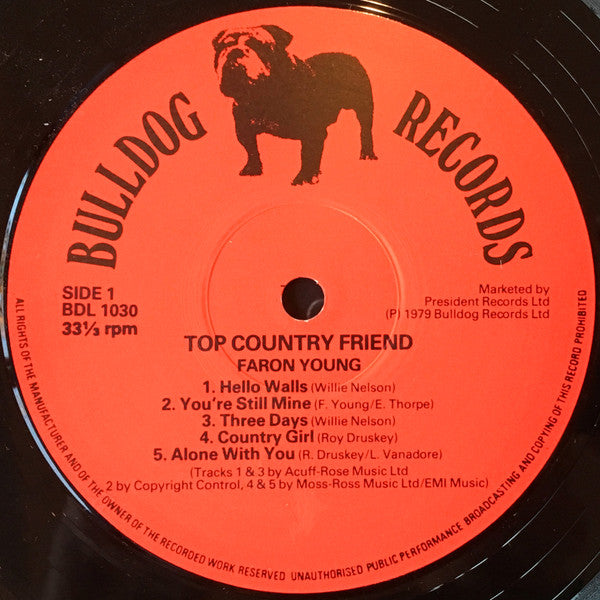 BULLDOG RECORDS
SIDE 1
BDL 1030
33⅓ rpm
Marketed by
President Records Ltd
(P) 1979 Bulldog Records Ltd
TOP COUNTRY FRIEND
FARON YOUNG
1. Hello Walls (Willie Nelson)
2. You're Still Mine (F. Young/E. Thorpe)
3. Three Days (Willie Nelson)
4. Country Girl (Roy Druskey)
5. Alone With You (R. Druskey/L. Vanadore)
(Tracks 1 & 3 by Acuff-Rose Music Ltd
2 by Copyright Control, 4 & 5 by Moss-Ross Music Ltd/EMI Music)
ALL RIGHTS OF THE MANUFACTURER AND OF THE OWNER OF THE RECORDED WORK RESERVED. UNAUTHORISED PUBLIC PERFORMANCE BROADCASTING AND COPYING OF THIS RECORD PROHIBITED